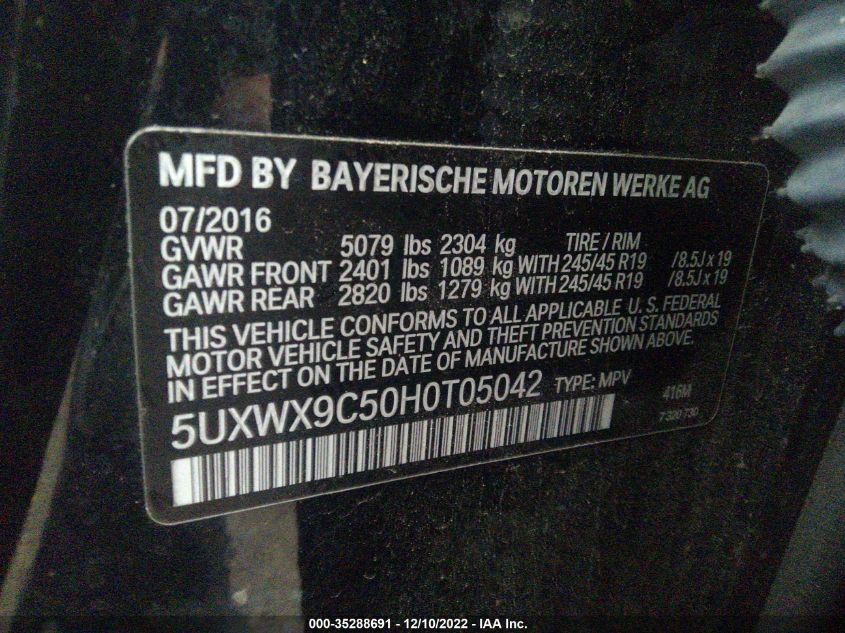 MFD BY BAYERISCHE MOTOREN WERKE AG
07/2016
GVWR 5079 lbs 2304 kg TIRE / RIM
GAWR FRONT 2401 lbs 1089 kg WITH 245/45 R19 /8.5J x 19
GAWR REAR 2820 lbs 1279 kg WITH 245/45 R19 /8.5J x 19
THIS VEHICLE CONFORMS TO ALL APPLICABLE U. S. FEDERAL
MOTOR VEHICLE SAFETY AND THEFT PREVENTION STANDARDS
IN EFFECT ON THE DATE OF MANUFACTURE SHOWN ABOVE.
5UXWX9C50H0T05042 TYPE: MPV 416M
7 320 730
000-35288691 - 12/10/2022 - IAA Inc.